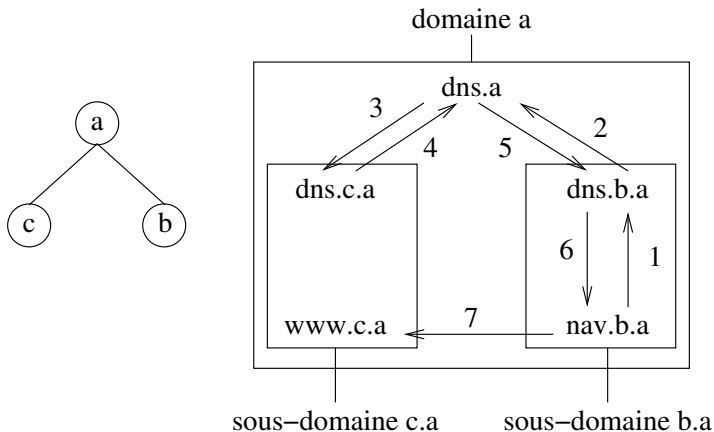 domaine a
dns.a
a
3
4
5
2
c
b
dns.c.a
dns.b.a
6
1
www.c.a
7
nav.b.a
sous-domaine c.a
sous-domaine b.a